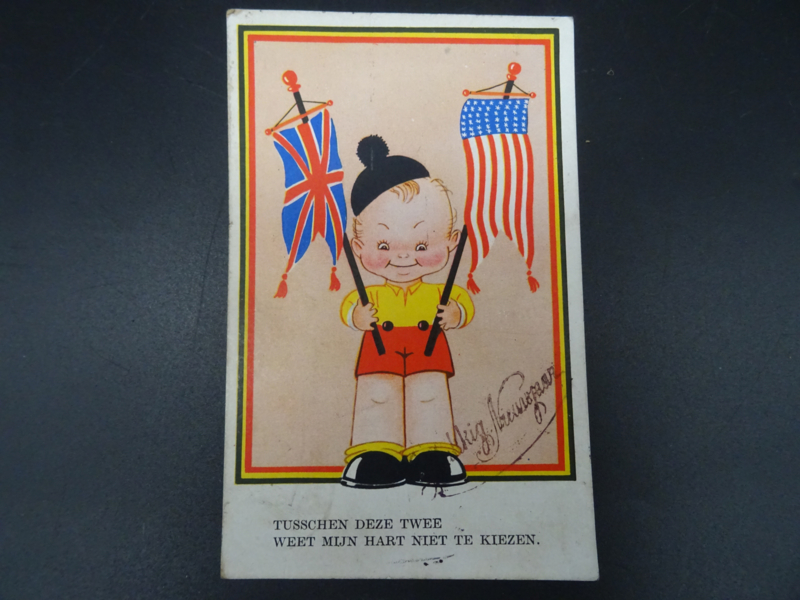 TUSSCHEN DEZE TWEE
WEET MIJN HART NIET TE KIEZEN.